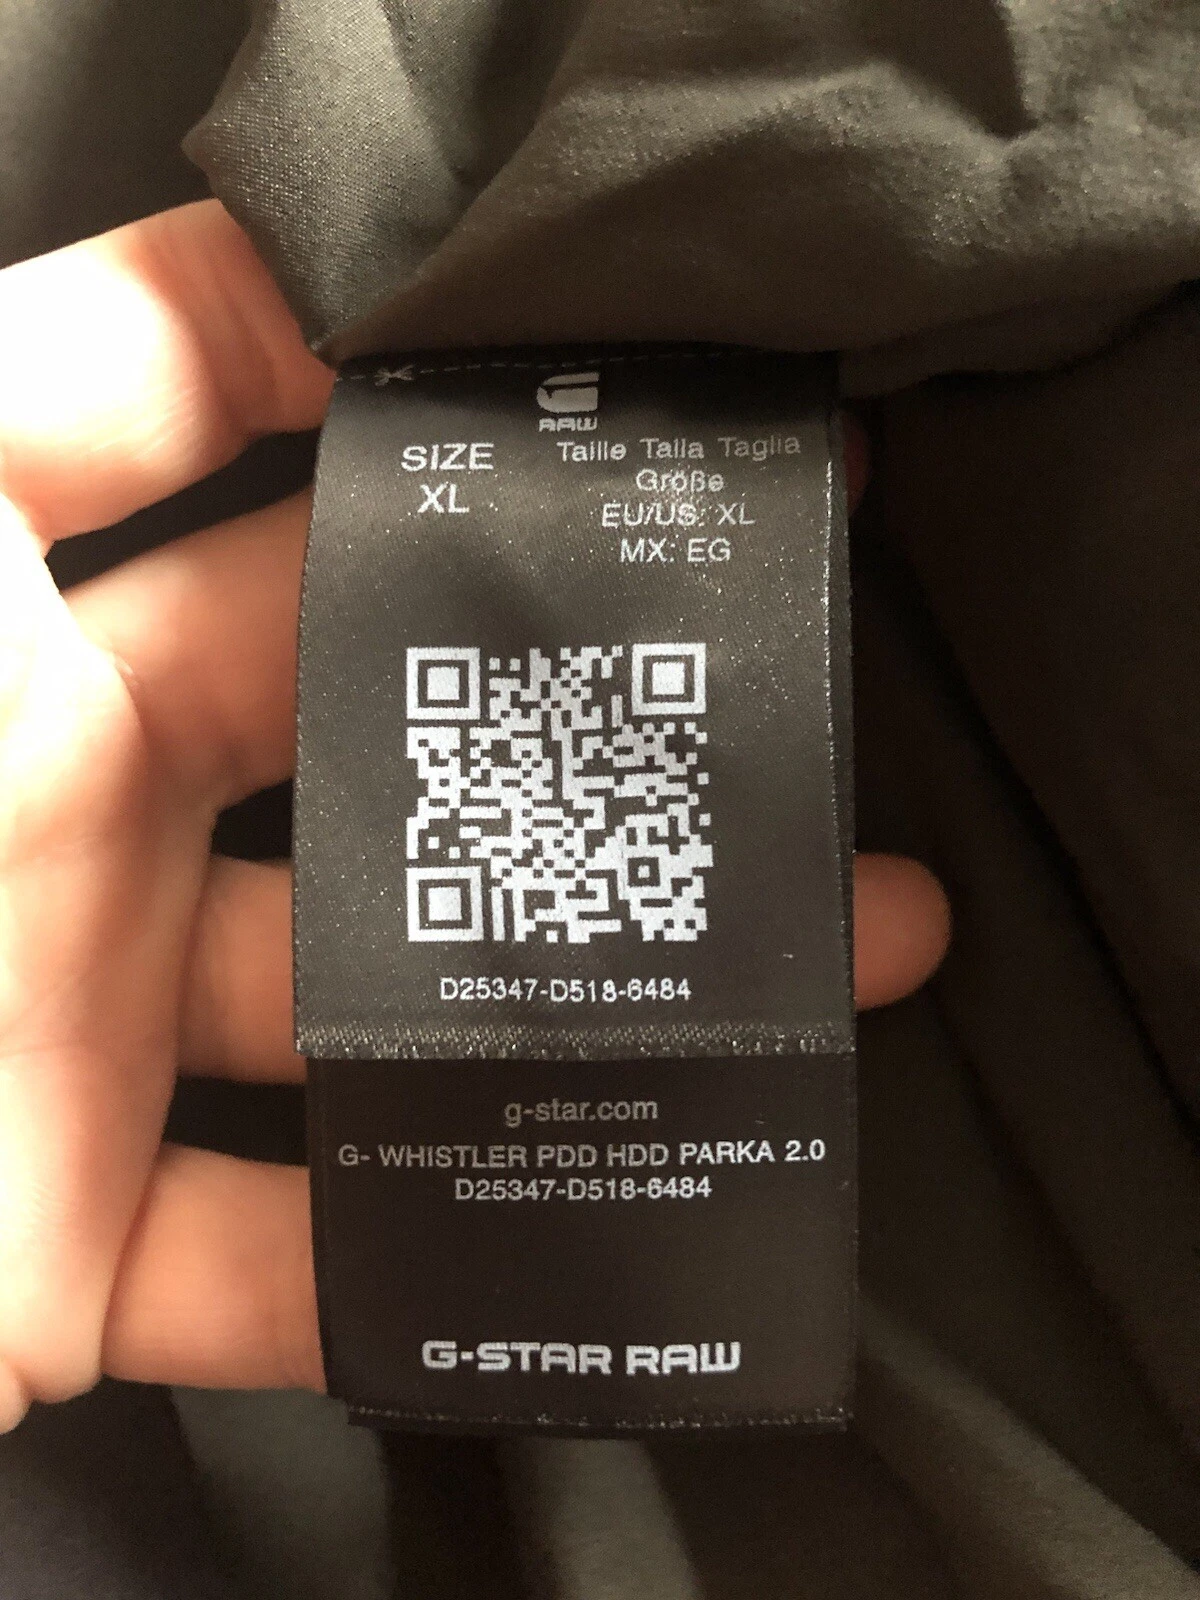 RAW
SIZE
XL
Taille Talla Taglia
Größe
EU/US: XL
MX: EG
D25347-D518-6484
g-star.com
G- WHISTLER PDD HDD PARKA 2.0
D25347-D518-6484
G-STAR RAW